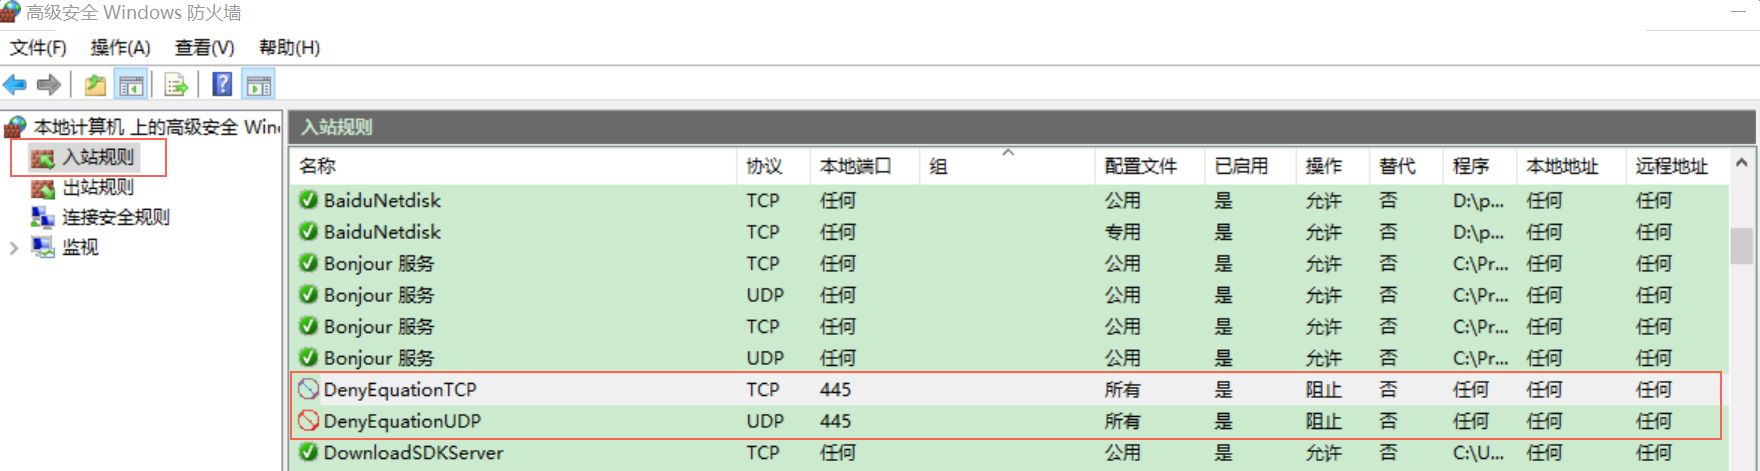 高级安全 Windows 防火墙
文件(F) 操作(A) 查看(V) 帮助(H)
本地计算机 上的高级安全 Win
入站规则
出站规则
连接安全规则
监视
入站规则
名称 协议 本地端口 组 配置文件 已启用 操作 替代 程序 本地地址 远程地址
BaiduNetdisk TCP 任何 公用 是 允许 否 D:\p... 任何 任何
BaiduNetdisk TCP 任何 专用 是 允许 否 D:\p... 任何 任何
Bonjour 服务 TCP 任何 公用 是 允许 否 C:\Pr... 任何 任何
Bonjour 服务 UDP 任何 公用 是 允许 否 C:\Pr... 任何 任何
Bonjour 服务 TCP 任何 公用 是 允许 否 C:\Pr... 任何 任何
Bonjour 服务 UDP 任何 公用 是 允许 否 C:\Pr... 任何 任何
DenyEquationTCP TCP 445 所有 是 阻止 否 任何 任何 任何
DenyEquationUDP UDP 445 所有 是 阻止 否 任何 任何 任何
DownloadSDKServer TCP 任何 公用 是 允许 否 C:\U... 任何 任何